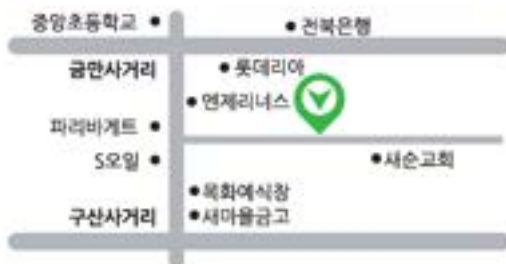 중앙초등학교
전북은행
금만사거리
롯데리아
엔제리너스
파리바게트
S오일
새순교회
목화예식장
구산사거리
새마을금고